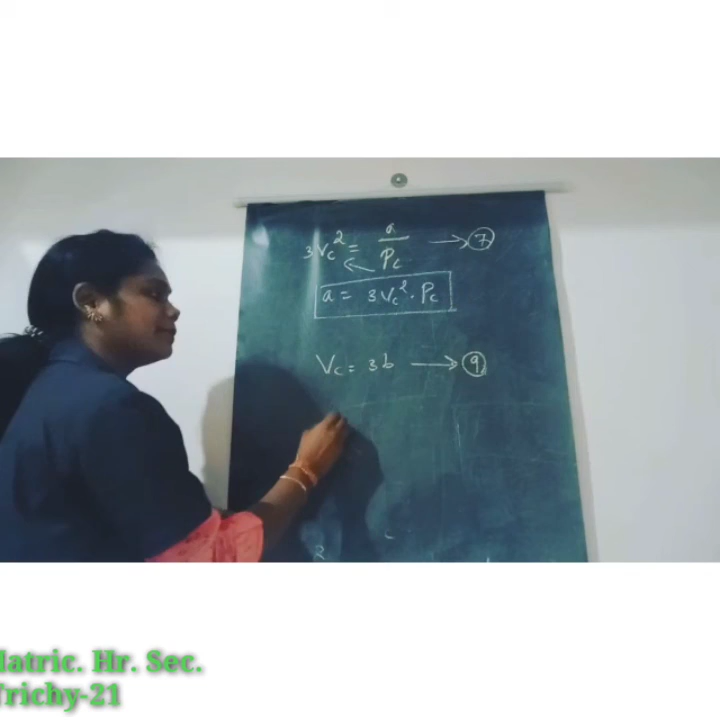 3Vc² = a/Pc → ⑦
a = 3Vc² · Pc
Vc = 3b → ⑨
Matric. Hr. Sec.
Trichy-21